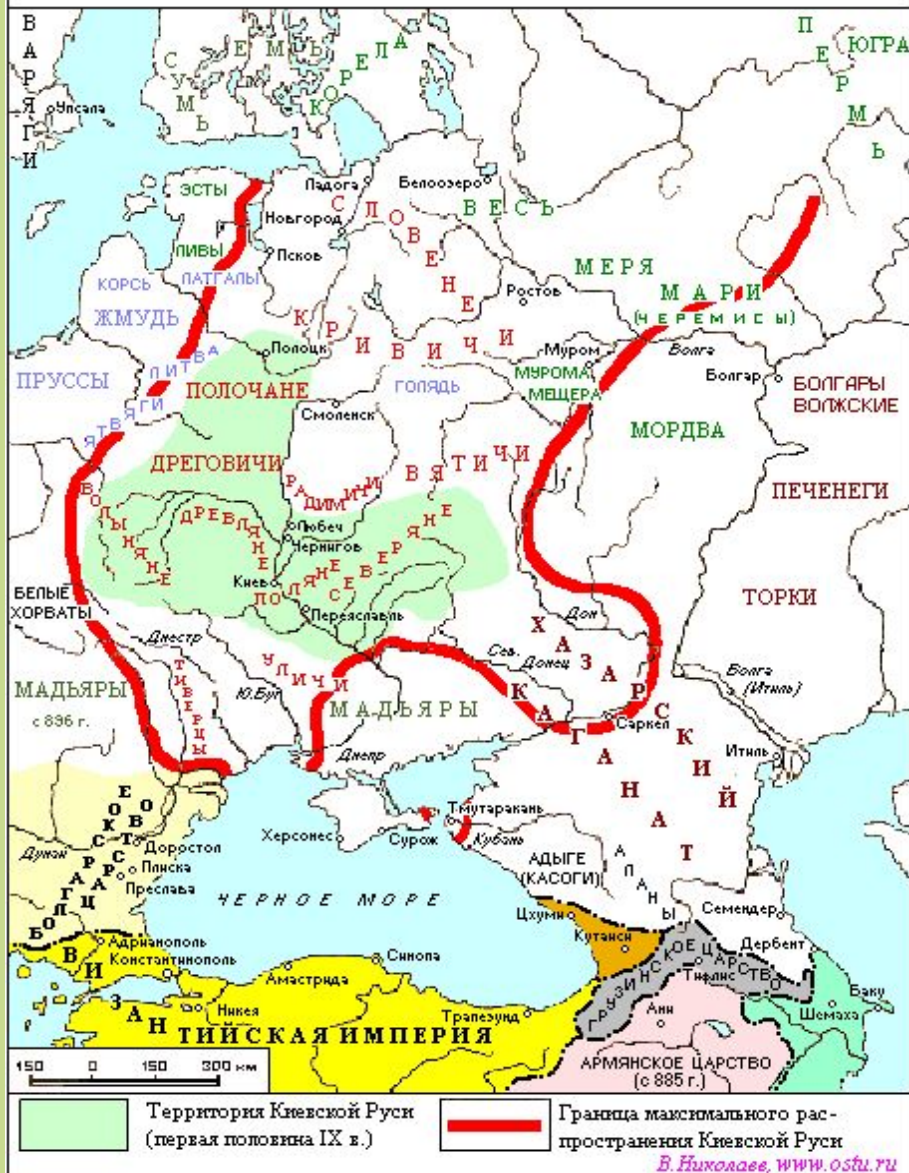 ВАРЯГИ
Упсала
СУМЬ
ЕМЬ
КОРЕЛА
ПЕРМЬ
ЮГРА
ЭСТЫ
Ладога
Белоозеро
ВЕСЬ
Новгород
СЛОВЕНЕ
ЛИВЫ
Псков
ЛАТГАЛЫ
КОРСЬ
МЕРЯ
Ростов
МАРИ
(ЧЕРЕМИСЫ)
ЖМУДЬ
КРИВИЧИ
Полоцк
Муром
Волга
ЛИТВА
ПРУССЫ
ПОЛОЧАНЕ
ГОЛЯДЬ
МУРОМА
МЕЩЕРА
Болгар
БОЛГАРЫ
ВОЛЖСКИЕ
ЯТВЯГИ
Смоленск
МОРДВА
ДРЕГОВИЧИ
РАДИМИЧИ
ВЯТИЧИ
ПЕЧЕНЕГИ
ВОЛЫНЯНЕ
ДРЕВЛЯНЕ
Любеч
Чернигов
Киев
ПОЛЯНЕ
СЕВЕРЯНЕ
Переяславль
БЕЛЫЕ
ХОРВАТЫ
ТОРКИ
Днестр
Дон
ХАЗАРСКИЙ
КАГАНАТ
Сев.
Донец
УЛИЧИ
Волга
(Итиль)
МАДЬЯРЫ
с 896 г.
ТИВЕРЦЫ
Ю.Буг
МАДЬЯРЫ
Саркел
Днепр
Итиль
БОЛГАРСКОЕ
ЦАРСТВО
Тмутаракань
Херсонес
Сурож
Кубань
Дунай
Доростол
Плиска
Преслава
АДЫГЕ
(КАСОГИ)
АЛАНЫ
ЧЕРНОЕ МОРЕ
Цхуми
Семендер
Адрианополь
Константинополь
Кутаиси
Дербент
Синопа
ГРУЗИНСКОЕ ЦАРСТВО
Тифлис
Амастрида
Баку
Никея
Трапезунд
Ани
Шемаха
ВИЗАНТИЙСКАЯ ИМПЕРИЯ
АРМЯНСКОЕ ЦАРСТВО
(с 885 г.)
150 0 150 300 км
Территория Киевской Руси
(первая половина IX в.)
Граница максимального рас-
пространения Киевской Руси
В.Николаев, www.ostu.ru